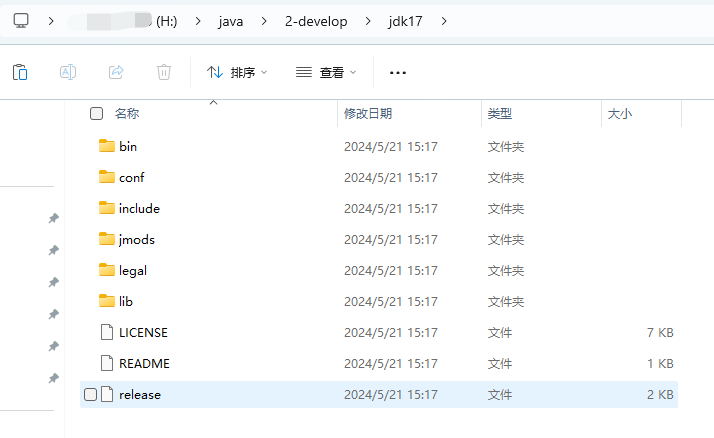 (H:) java 2-develop jdk17
排序 查看
名称 修改日期 类型 大小
bin 2024/5/21 15:17 文件夹
conf 2024/5/21 15:17 文件夹
include 2024/5/21 15:17 文件夹
jmods 2024/5/21 15:17 文件夹
legal 2024/5/21 15:17 文件夹
lib 2024/5/21 15:17 文件夹
LICENSE 2024/5/21 15:17 文件 7 KB
README 2024/5/21 15:17 文件 1 KB
release 2024/5/21 15:17 文件 2 KB